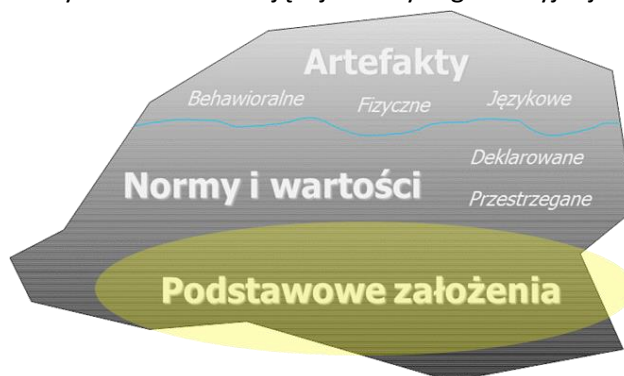 Artefakty
Behawioralne Fizyczne Językowe
Deklarowane
Normy i wartości
Przestrzegane
Podstawowe założenia